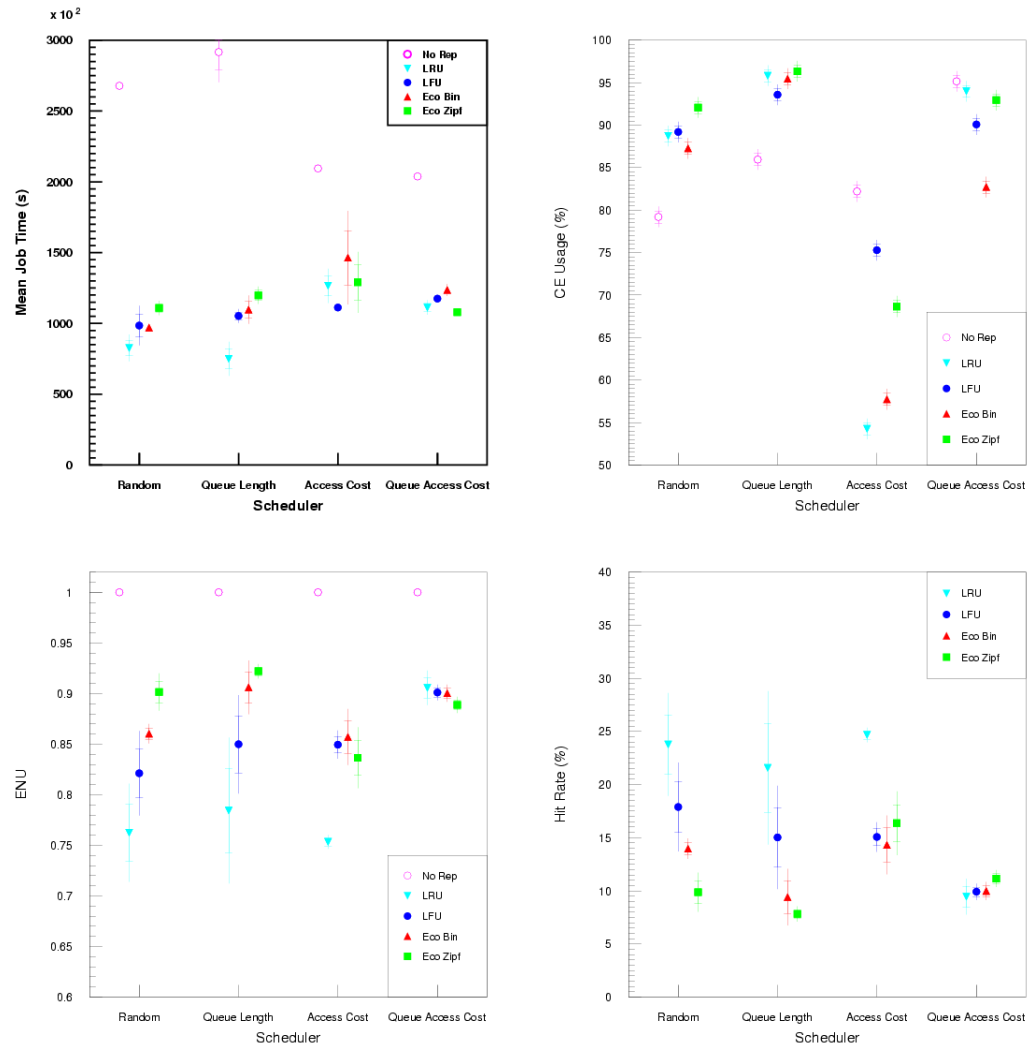 x 10 2
3000
2500
2000
1500
1000
500
0
Mean Job Time (s)
No Rep
LRU
LFU
Eco Bin
Eco Zipf
Random
Queue Length
Access Cost
Queue Access Cost
Scheduler
100
95
90
85
80
75
70
65
60
55
50
CE Usage (%)
No Rep
LRU
LFU
Eco Bin
Eco Zipf
Random
Queue Length
Access Cost
Queue Access Cost
Scheduler
1
0.95
0.9
0.85
0.8
0.75
0.7
0.65
0.6
ENU
No Rep
LRU
LFU
Eco Bin
Eco Zipf
Random
Queue Length
Access Cost
Queue Access Cost
Scheduler
40
35
30
25
20
15
10
5
0
Hit Rate (%)
LRU
LFU
Eco Bin
Eco Zipf
Random
Queue Length
Access Cost
Queue Access Cost
Scheduler